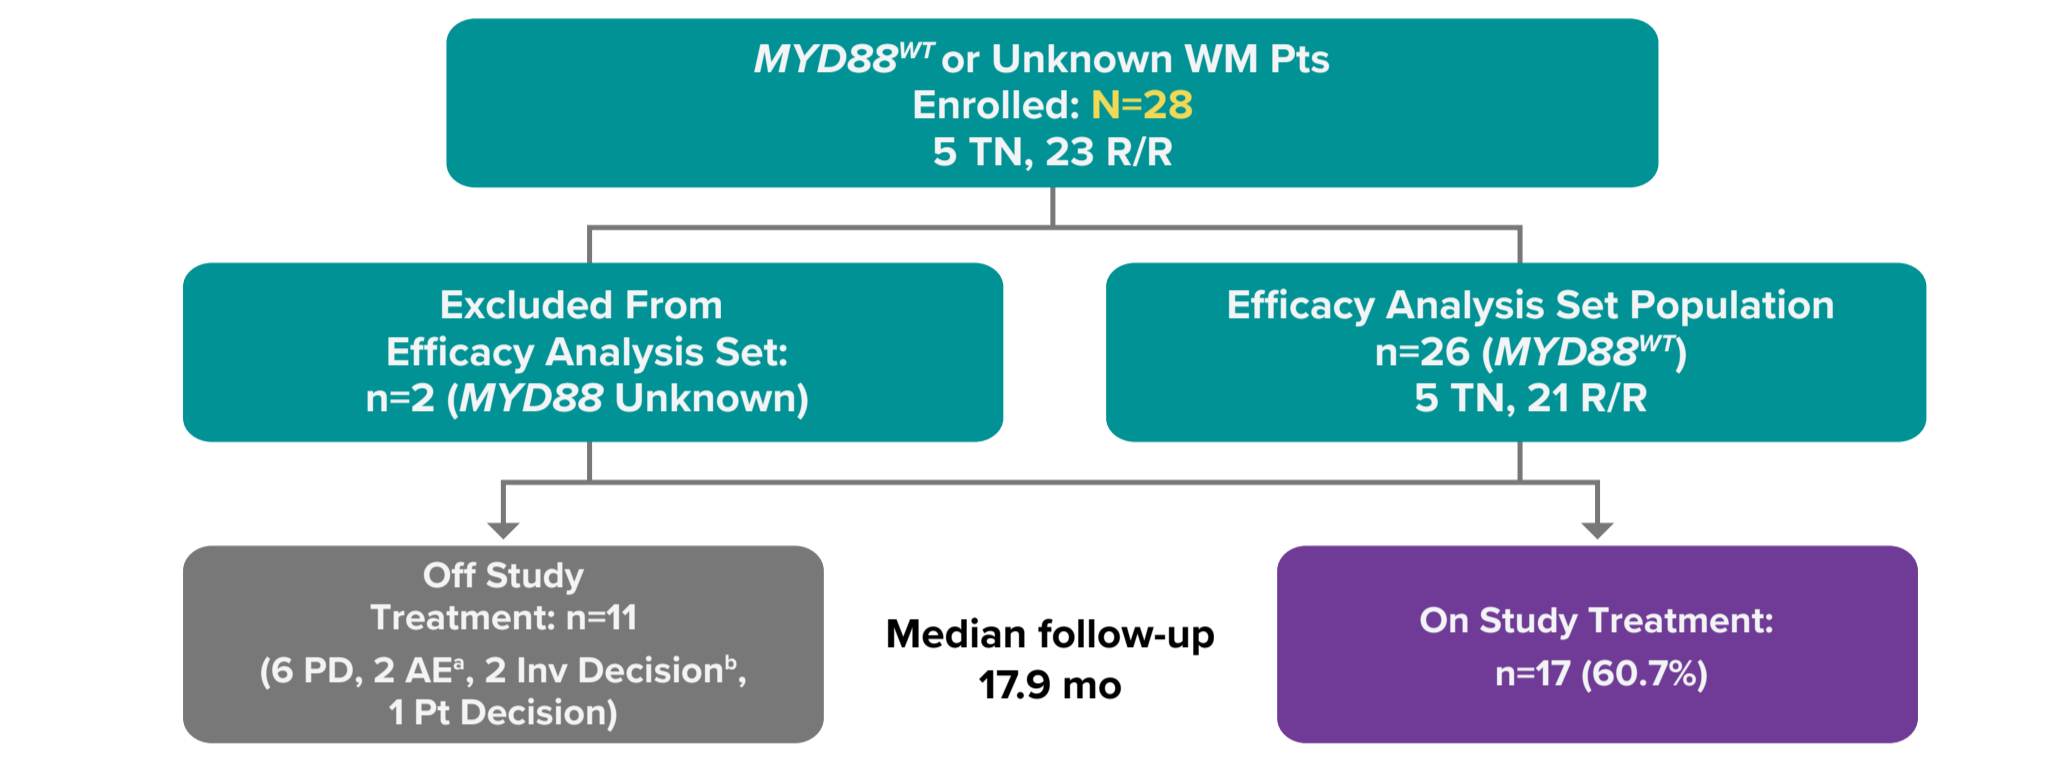 MYD88ᵂᵀ or Unknown WM Pts
Enrolled: N=28
5 TN, 23 R/R
Excluded From
Efficacy Analysis Set:
n=2 (MYD88 Unknown)
Efficacy Analysis Set Population
n=26 (MYD88ᵂᵀ)
5 TN, 21 R/R
Off Study
Treatment: n=11
(6 PD, 2 AEᵃ, 2 Inv Decisionᵇ,
1 Pt Decision)
Median follow-up
17.9 mo
On Study Treatment:
n=17 (60.7%)